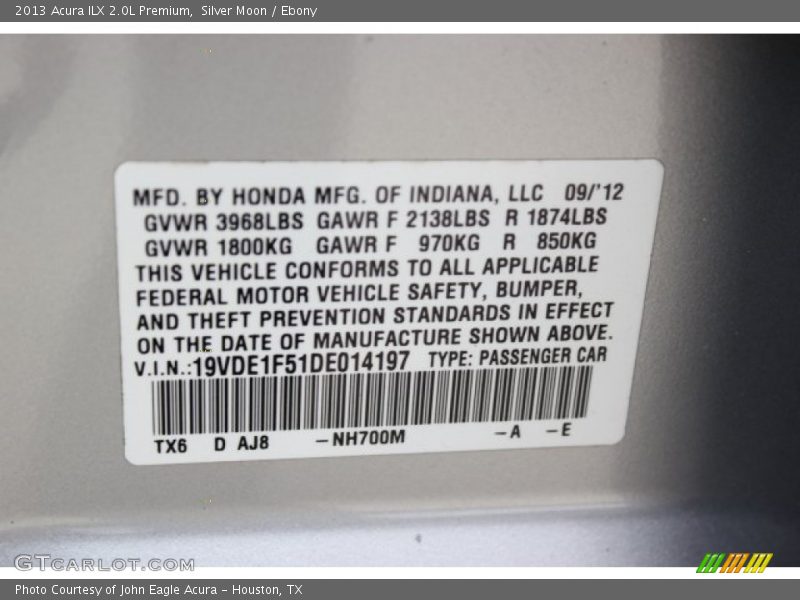 2013 Acura ILX 2.0L Premium,  Silver Moon / Ebony
MFD. BY HONDA MFG. OF INDIANA, LLC 09/'12
GVWR 3968LBS GAWR F 2138LBS R 1874LBS
GVWR 1800KG GAWR F 970KG R 850KG
THIS VEHICLE CONFORMS TO ALL APPLICABLE
FEDERAL MOTOR VEHICLE SAFETY, BUMPER,
AND THEFT PREVENTION STANDARDS IN EFFECT
ON THE DATE OF MANUFACTURE SHOWN ABOVE.
V.I.N.:19VDE1F51DE014197 TYPE: PASSENGER CAR
TX6 D AJ8 –NH700M –A –E
GTCARLOT.COM
Photo Courtesy of John Eagle Acura – Houston, TX